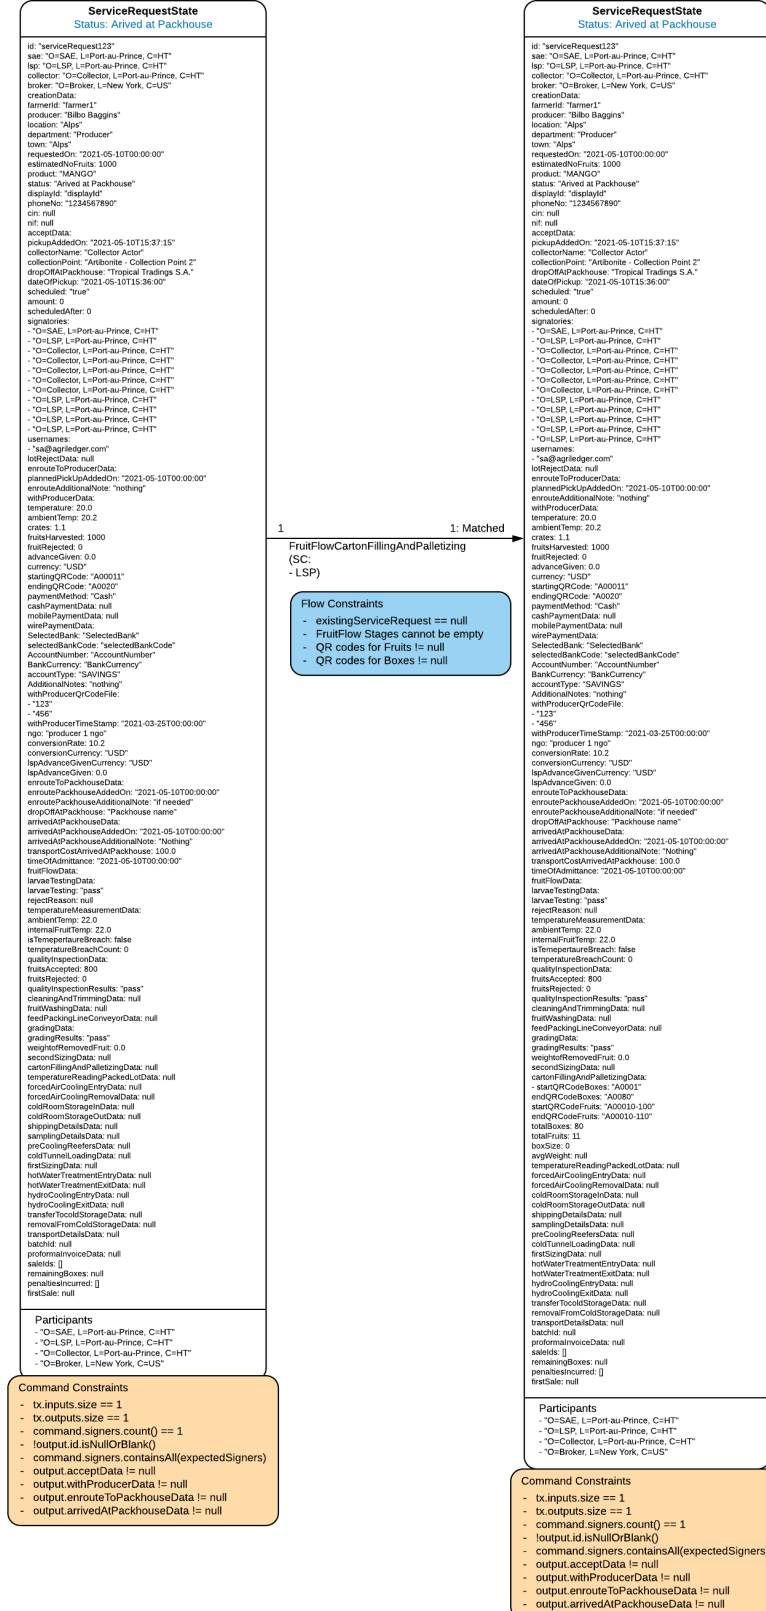 ServiceRequestState
Status: Arived at Packhouse
id: "serviceRequest123"
sae: "O=SAE, L=Port-au-Prince, C=HT"
lsp: "O=LSP, L=Port-au-Prince, C=HT"
collector: "O=Collector, L=Port-au-Prince, C=HT"
broker: "O=Broker, L=New York, C=US"
creationData:
farmerId: "farmer1"
producer: "Bilbo Baggins"
location: "Alps"
department: "Producer"
town: "Alps"
requestedOn: "2021-05-10T00:00:00"
estimatedNoFruits: 1000
product: "MANGO"
status: "Arived at Packhouse"
displayId: "displayId"
phoneNo: "1234567890"
cin: null
nif: null
acceptData:
pickupAddedOn: "2021-05-10T15:37:15"
collectorName: "Collector Actor"
collectionPoint: "Artibonite - Collection Point 2"
dropOffAtPackhouse: "Tropical Tradings S.A."
dateOfPickup: "2021-05-10T15:36:00"
scheduled: "true"
amount: 0
scheduledAfter: 0
signatories:
- "O=SAE, L=Port-au-Prince, C=HT"
- "O=LSP, L=Port-au-Prince, C=HT"
- "O=Collector, L=Port-au-Prince, C=HT"
- "O=Collector, L=Port-au-Prince, C=HT"
- "O=Collector, L=Port-au-Prince, C=HT"
- "O=Collector, L=Port-au-Prince, C=HT"
- "O=Collector, L=Port-au-Prince, C=HT"
- "O=LSP, L=Port-au-Prince, C=HT"
- "O=LSP, L=Port-au-Prince, C=HT"
- "O=LSP, L=Port-au-Prince, C=HT"
- "O=LSP, L=Port-au-Prince, C=HT"
usernames:
- "sa@agriledger.com"
lotRejectData: null
enrouteToProducerData:
plannedPickUpAddedOn: "2021-05-10T00:00:00"
enrouteAdditionalNote: "nothing"
withProducerData:
temperature: 20.0
ambientTemp: 20.2
crates: 1.1
fruitsHarvested: 1000
fruitRejected: 0
advanceGiven: 0.0
currency: "USD"
startingQRCode: "A00011"
endingQRCode: "A0020"
paymentMethod: "Cash"
cashPaymentData: null
mobilePaymentData: null
wirePaymentData:
SelectedBank: "SelectedBank"
selectedBankCode: "selectedBankCode"
AccountNumber: "AccountNumber"
BankCurrency: "BankCurrency"
accountType: "SAVINGS"
AdditionalNotes: "nothing"
withProducerQrCodeFile:
- "123"
- "456"
withProducerTimeStamp: "2021-03-25T00:00:00"
ngo: "producer 1 ngo"
conversionRate: 10.2
conversionCurrency: "USD"
lspAdvanceGivenCurrency: "USD"
lspAdvanceGiven: 0.0
enrouteToPackhouseData:
enroutePackhouseAddedOn: "2021-05-10T00:00:00"
enroutePackhouseAdditionalNote: "if needed"
dropOffAtPackhouse: "Packhouse name"
arrivedAtPackhouseData:
arrivedAtPackhouseAddedOn: "2021-05-10T00:00:00"
arrivedAtPackhouseAdditionalNote: "Nothing"
transportCostArrivedAtPackhouse: 100.0
timeOfAdmittance: "2021-05-10T00:00:00"
fruitFlowData:
larvaeTestingData:
larvaeTesting: "pass"
rejectReason: null
temperatureMeasurementData:
ambientTemp: 22.0
internalFruitTemp: 22.0
isTemepertaureBreach: false
temperatureBreachCount: 0
qualityInspectionData:
fruitsAccepted: 800
fruitsRejected: 0
qualityInspectionResults: "pass"
cleaningAndTrimmingData: null
fruitWashingData: null
feedPackingLineConveyorData: null
gradingData:
gradingResults: "pass"
weightofRemovedFruit: 0.0
secondSizingData: null
cartonFillingAndPalletizingData: null
temperatureReadingPackedLotData: null
forcedAirCoolingEntryData: null
forcedAirCoolingRemovalData: null
coldRoomStorageInData: null
coldRoomStorageOutData: null
shippingDetailsData: null
samplingDetailsData: null
preCoolingReefersData: null
coldTunnelLoadingData: null
firstSizingData: null
hotWaterTreatmentEntryData: null
hotWaterTreatmentExitData: null
hydroCoolingEntryData: null
hydroCoolingExitData: null
transferTocoldStorageData: null
removalFromColdStorageData: null
transportDetailsData: null
batchId: null
proformaInvoiceData: null
saleIds: []
remainingBoxes: null
penaltiesIncurred: []
firstSale: null
Participants
- "O=SAE, L=Port-au-Prince, C=HT"
- "O=LSP, L=Port-au-Prince, C=HT"
- "O=Collector, L=Port-au-Prince, C=HT"
- "O=Broker, L=New York, C=US"
Command Constraints
- tx.inputs.size == 1
- tx.outputs.size == 1
- command.signers.count() == 1
- !output.id.isNullOrBlank()
- command.signers.containsAll(expectedSigners)
- output.acceptData != null
- output.withProducerData != null
- output.enrouteToPackhouseData != null
- output.arrivedAtPackhouseData != null
1
1: Matched
FruitFlowCartonFillingAndPalletizing
(SC:
- LSP)
Flow Constraints
- existingServiceRequest == null
- FruitFlow Stages cannot be empty
- QR codes for Fruits != null
- QR codes for Boxes != null
ServiceRequestState
Status: Arived at Packhouse
id: "serviceRequest123"
sae: "O=SAE, L=Port-au-Prince, C=HT"
lsp: "O=LSP, L=Port-au-Prince, C=HT"
collector: "O=Collector, L=Port-au-Prince, C=HT"
broker: "O=Broker, L=New York, C=US"
creationData:
farmerId: "farmer1"
producer: "Bilbo Baggins"
location: "Alps"
department: "Producer"
town: "Alps"
requestedOn: "2021-05-10T00:00:00"
estimatedNoFruits: 1000
product: "MANGO"
status: "Arived at Packhouse"
displayId: "displayId"
phoneNo: "1234567890"
cin: null
nif: null
acceptData:
pickupAddedOn: "2021-05-10T15:37:15"
collectorName: "Collector Actor"
collectionPoint: "Artibonite - Collection Point 2"
dropOffAtPackhouse: "Tropical Tradings S.A."
dateOfPickup: "2021-05-10T15:36:00"
scheduled: "true"
amount: 0
scheduledAfter: 0
signatories:
- "O=SAE, L=Port-au-Prince, C=HT"
- "O=LSP, L=Port-au-Prince, C=HT"
- "O=Collector, L=Port-au-Prince, C=HT"
- "O=Collector, L=Port-au-Prince, C=HT"
- "O=Collector, L=Port-au-Prince, C=HT"
- "O=Collector, L=Port-au-Prince, C=HT"
- "O=Collector, L=Port-au-Prince, C=HT"
- "O=LSP, L=Port-au-Prince, C=HT"
- "O=LSP, L=Port-au-Prince, C=HT"
- "O=LSP, L=Port-au-Prince, C=HT"
- "O=LSP, L=Port-au-Prince, C=HT"
- "O=LSP, L=Port-au-Prince, C=HT"
usernames:
- "sa@agriledger.com"
lotRejectData: null
enrouteToProducerData:
plannedPickUpAddedOn: "2021-05-10T00:00:00"
enrouteAdditionalNote: "nothing"
withProducerData:
temperature: 20.0
ambientTemp: 20.2
crates: 1.1
fruitsHarvested: 1000
fruitRejected: 0
advanceGiven: 0.0
currency: "USD"
startingQRCode: "A00011"
endingQRCode: "A0020"
paymentMethod: "Cash"
cashPaymentData: null
mobilePaymentData: null
wirePaymentData:
SelectedBank: "SelectedBank"
selectedBankCode: "selectedBankCode"
AccountNumber: "AccountNumber"
BankCurrency: "BankCurrency"
accountType: "SAVINGS"
AdditionalNotes: "nothing"
withProducerQrCodeFile:
- "123"
- "456"
withProducerTimeStamp: "2021-03-25T00:00:00"
ngo: "producer 1 ngo"
conversionRate: 10.2
conversionCurrency: "USD"
lspAdvanceGivenCurrency: "USD"
lspAdvanceGiven: 0.0
enrouteToPackhouseData:
enroutePackhouseAddedOn: "2021-05-10T00:00:00"
enroutePackhouseAdditionalNote: "if needed"
dropOffAtPackhouse: "Packhouse name"
arrivedAtPackhouseData:
arrivedAtPackhouseAddedOn: "2021-05-10T00:00:00"
arrivedAtPackhouseAdditionalNote: "Nothing"
transportCostArrivedAtPackhouse: 100.0
timeOfAdmittance: "2021-05-10T00:00:00"
fruitFlowData:
larvaeTestingData:
larvaeTesting: "pass"
rejectReason: null
temperatureMeasurementData:
ambientTemp: 22.0
internalFruitTemp: 22.0
isTemepertaureBreach: false
temperatureBreachCount: 0
qualityInspectionData:
fruitsAccepted: 800
fruitsRejected: 0
qualityInspectionResults: "pass"
cleaningAndTrimmingData: null
fruitWashingData: null
feedPackingLineConveyorData: null
gradingData:
gradingResults: "pass"
weightofRemovedFruit: 0.0
secondSizingData: null
cartonFillingAndPalletizingData:
- startQRCodeBoxes: "A0001"
endQRCodeBoxes: "A0080"
startQRCodeFruits: "A00010-100"
endQRCodeFruits: "A00010-110"
totalBoxes: 80
totalFruits: 11
boxSize: 0
avgWeight: null
temperatureReadingPackedLotData: null
forcedAirCoolingEntryData: null
forcedAirCoolingRemovalData: null
coldRoomStorageInData: null
coldRoomStorageOutData: null
shippingDetailsData: null
samplingDetailsData: null
preCoolingReefersData: null
coldTunnelLoadingData: null
firstSizingData: null
hotWaterTreatmentEntryData: null
hotWaterTreatmentExitData: null
hydroCoolingEntryData: null
hydroCoolingExitData: null
transferTocoldStorageData: null
removalFromColdStorageData: null
transportDetailsData: null
batchId: null
proformaInvoiceData: null
saleIds: []
remainingBoxes: null
penaltiesIncurred: []
firstSale: null
Participants
- "O=SAE, L=Port-au-Prince, C=HT"
- "O=LSP, L=Port-au-Prince, C=HT"
- "O=Collector, L=Port-au-Prince, C=HT"
- "O=Broker, L=New York, C=US"
Command Constraints
- tx.inputs.size == 1
- tx.outputs.size == 1
- command.signers.count() == 1
- !output.id.isNullOrBlank()
- command.signers.containsAll(expectedSigners
- output.acceptData != null
- output.withProducerData != null
- output.enrouteToPackhouseData != null
- output.arrivedAtPackhouseData != null